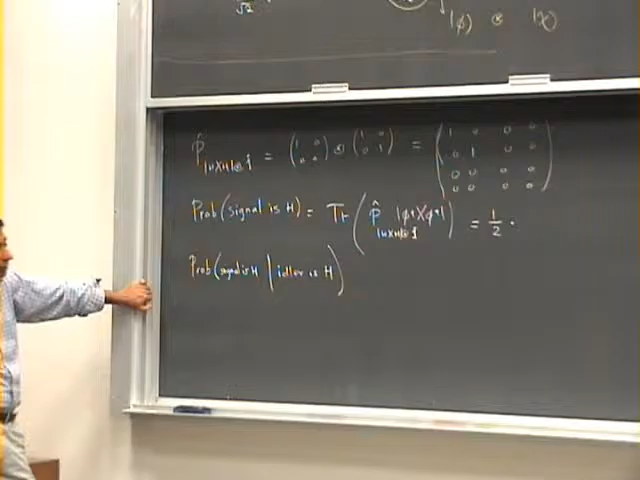 √2 |φ⟩ ⊗ |χ⟩
P̂_{|H⟩⟨H|⊗1} = (1 0; 0 0) ⊗ (1 0; 0 1) = (1 0 0 0; 0 1 0 0; 0 0 0 0; 0 0 0 0)
Prob(signal is H) = Tr( P̂_{|H⟩⟨H|⊗1} |φ+⟩⟨φ+| ) = 1/2 .
Prob(signal is H | idler is H)